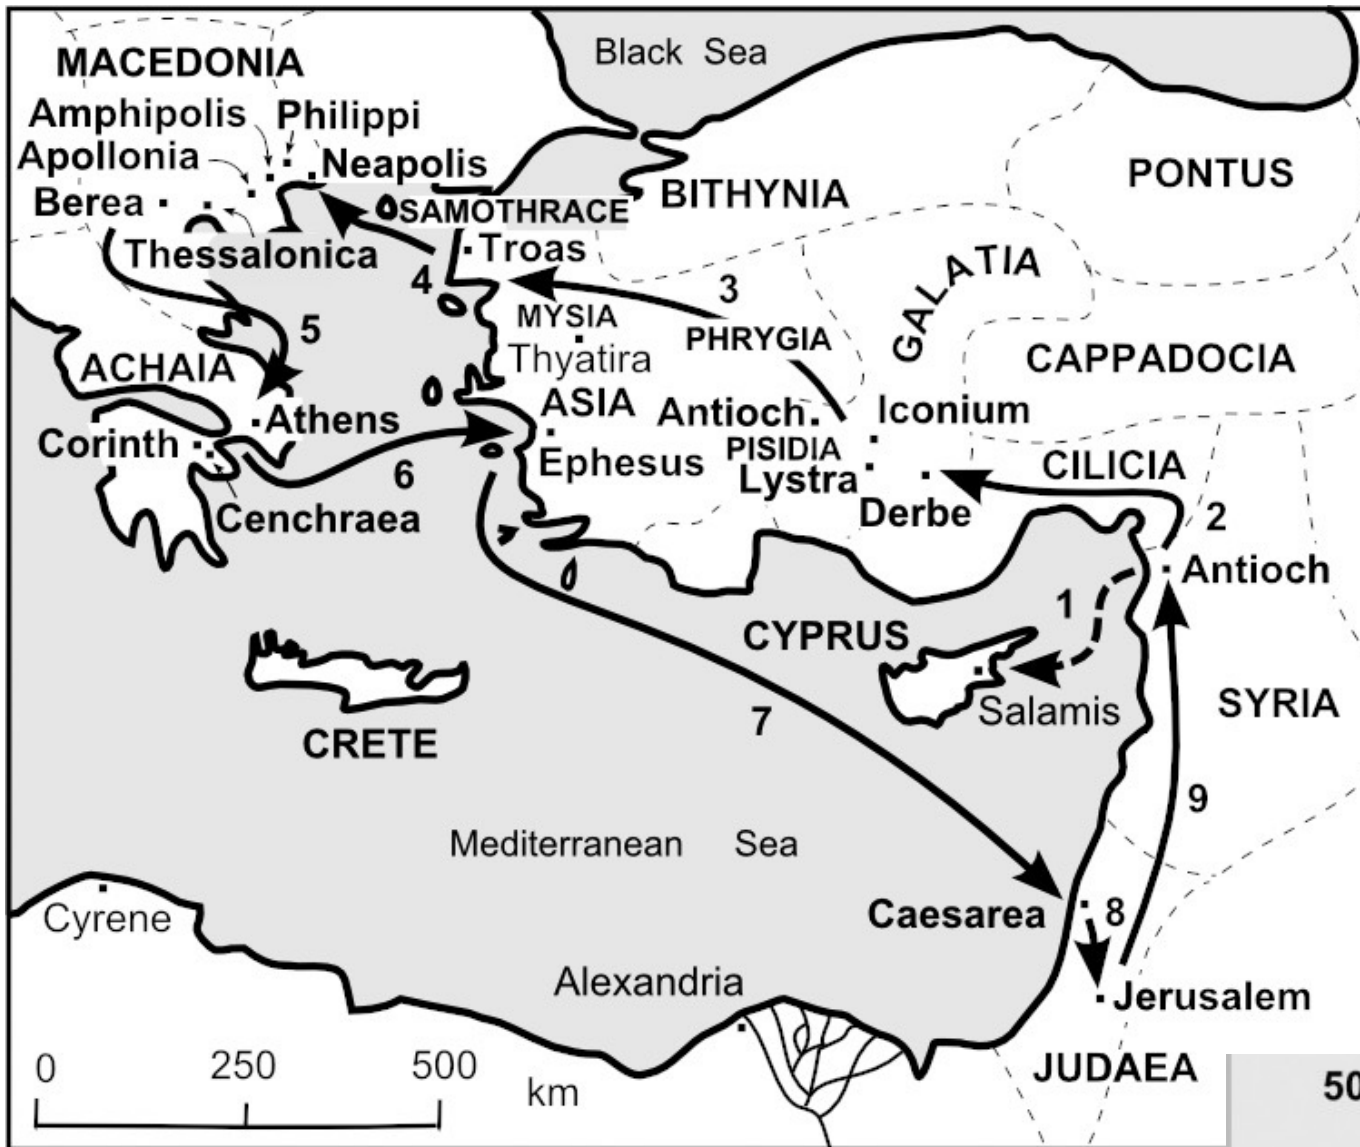 Black Sea
MACEDONIA
Amphipolis
Philippi
Apollonia
Neapolis
Berea
SAMOTHRACE
BITHYNIA
PONTUS
Thessalonica
Troas
4
3
GALATIA
5
MYSIA
PHRYGIA
Thyatira
ACHAIA
CAPPADOCIA
ASIA
Antioch
Iconium
Athens
Corinth
6
Ephesus
PISIDIA
Lystra
CILICIA
Cenchraea
Derbe
2
Antioch
1
CYPRUS
Salamis
SYRIA
CRETE
7
9
Mediterranean Sea
Caesarea
8
Cyrene
Alexandria
Jerusalem
JUDAEA
0 250 500
km
50